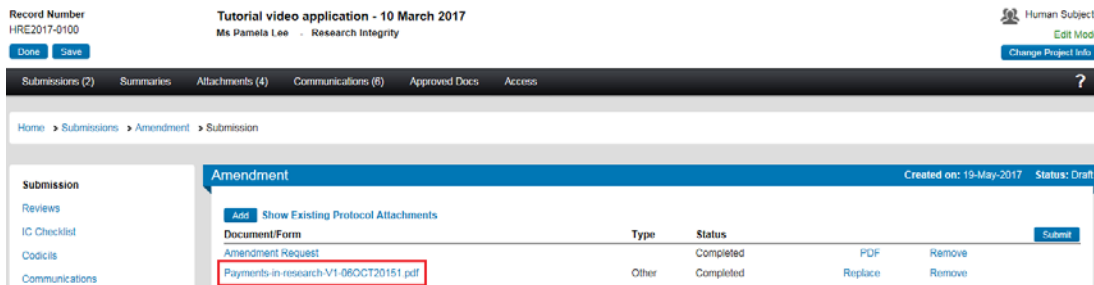 Record Number
HRE2017-0100
Done Save
Tutorial video application - 10 March 2017
Ms Pamela Lee - Research Integrity
Human Subject
Edit Mod
Change Project Info
Submissions (2) Summaries Attachments (4) Communications (6) Approved Docs Access ?
Home > Submissions > Amendment > Submission
Submission
Reviews
IC Checklist
Codicils
Communications
Amendment Created on: 19-May-2017 Status: Draft
Add Show Existing Protocol Attachments
Document/Form Type Status Submit
Amendment Request Completed PDF Remove
Payments-in-research-V1-06OCT20151.pdf Other Completed Replace Remove